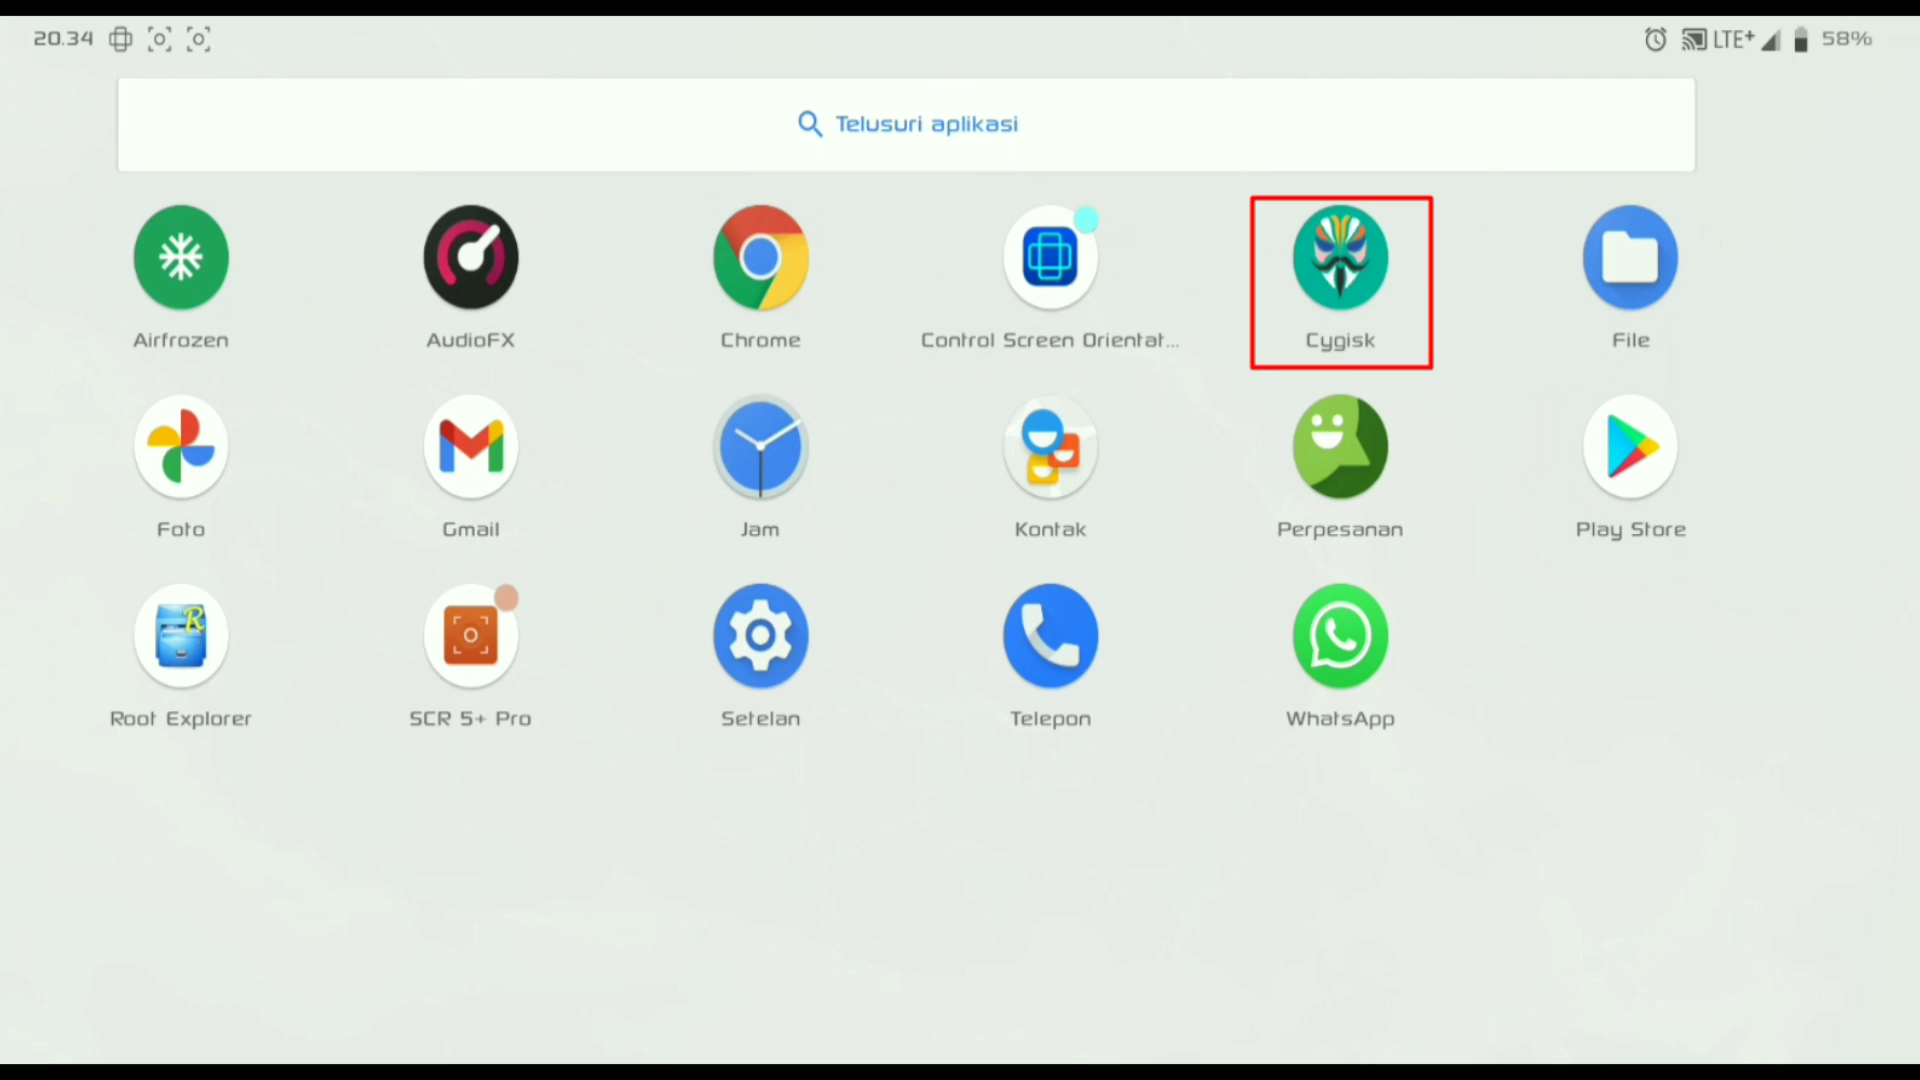 20.34
LTE+
58%
Telusuri aplikasi
Airfrozen
AudioFX
Chrome
Control Screen Orientat...
Cygisk
File
Foto
Gmail
Jam
Kontak
Perpesanan
Play Store
R
Root Explorer
SCR 5+ Pro
Setelan
Telepon
WhatsApp